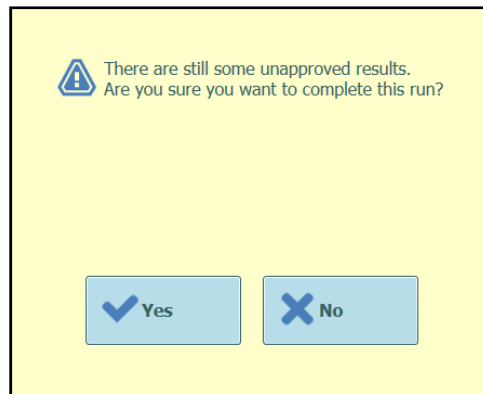 There are still some unapproved results.
Are you sure you want to complete this run?
Yes
No